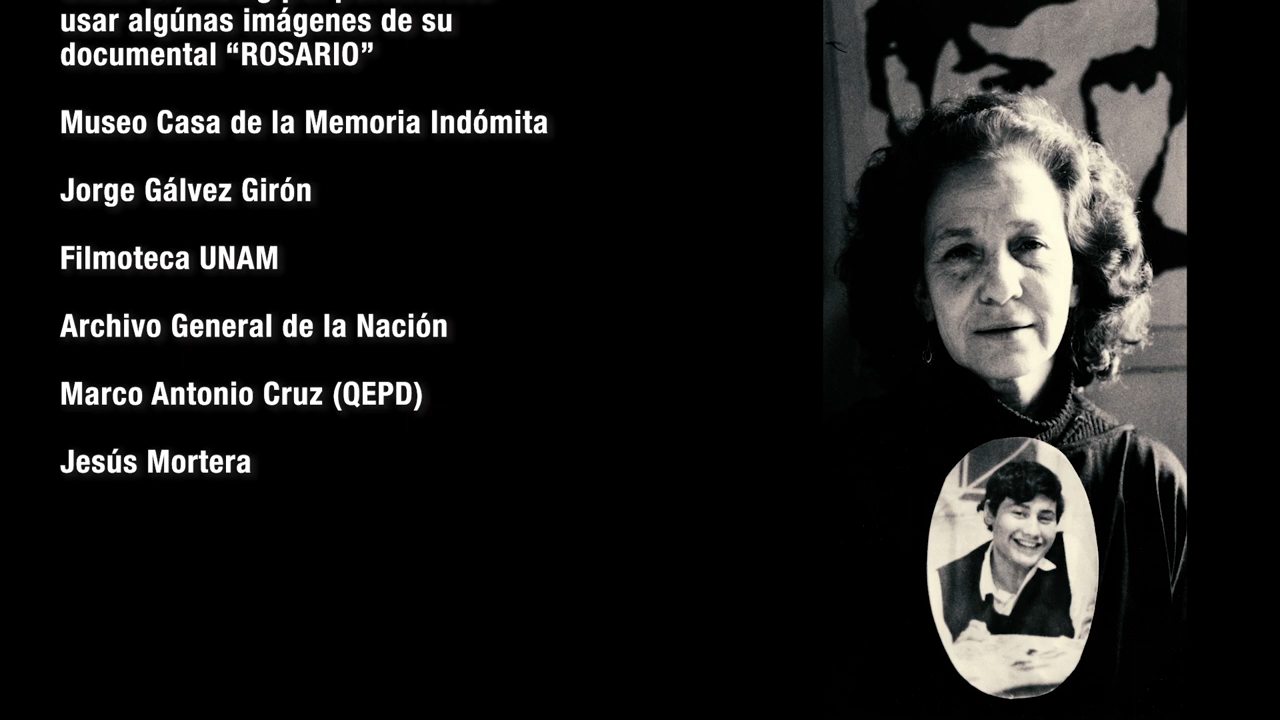 usar algúnas imágenes de su
documental “ROSARIO”
Museo Casa de la Memoria Indómita
Jorge Gálvez Girón
Filmoteca UNAM
Archivo General de la Nación
Marco Antonio Cruz (QEPD)
Jesús Mortera